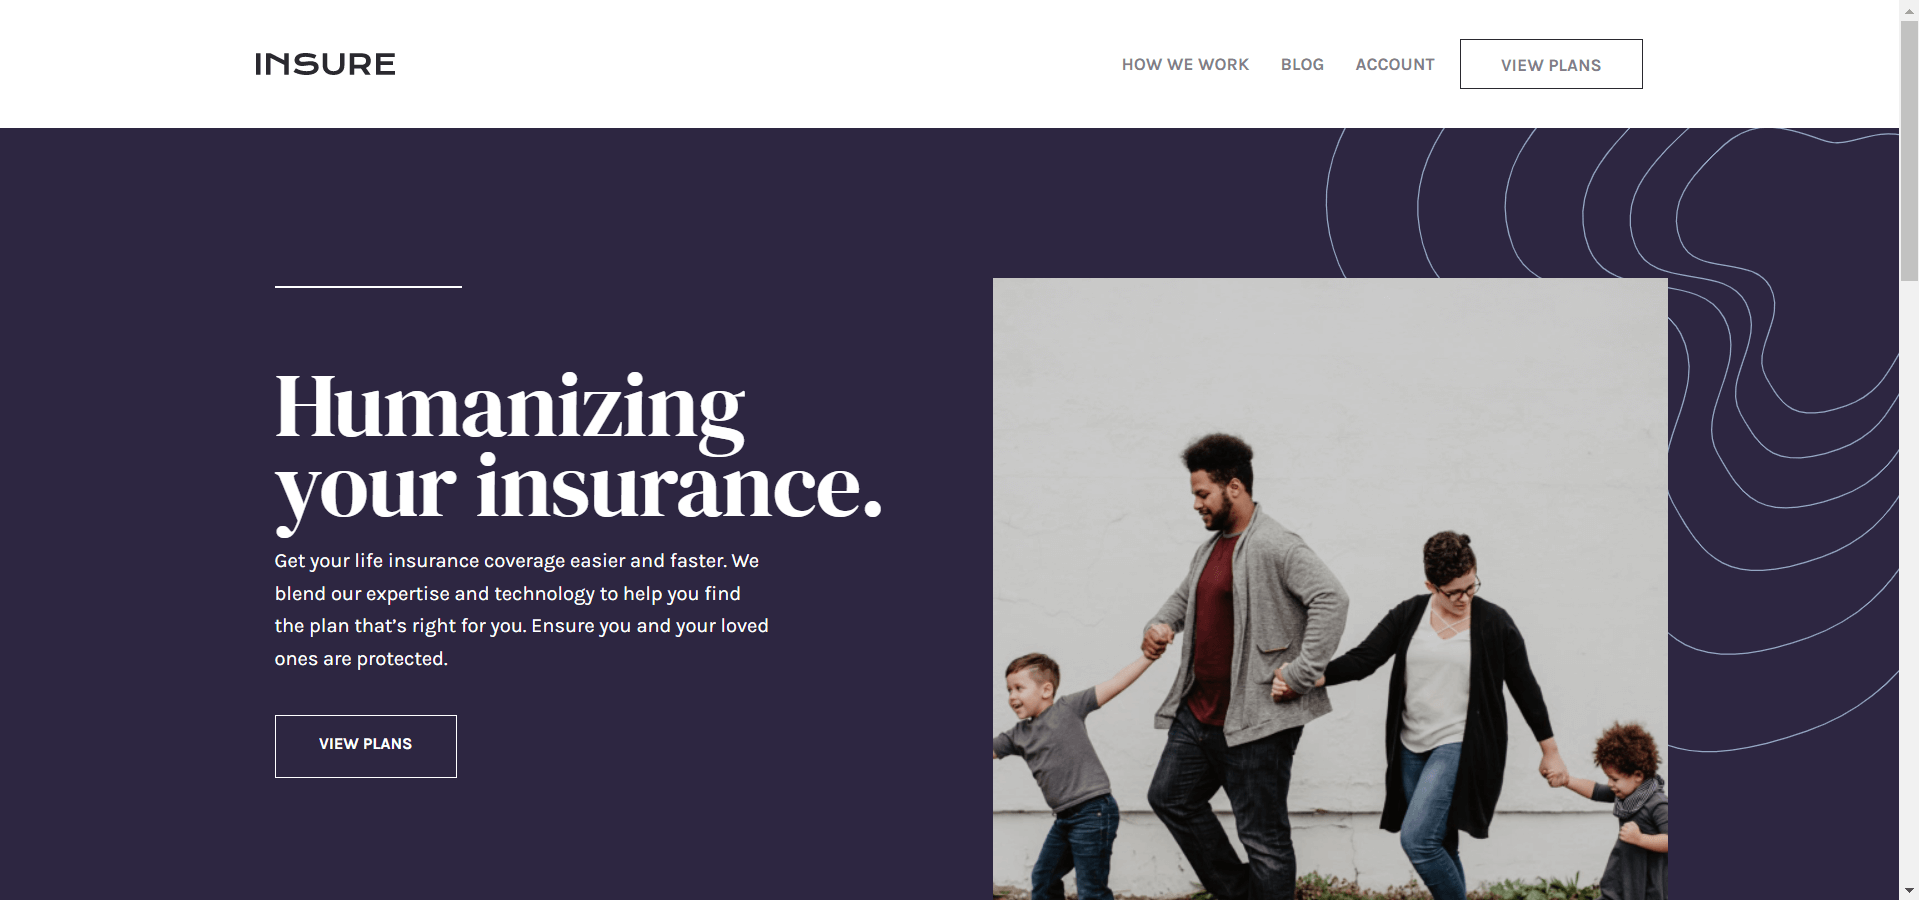 INSURE
HOW WE WORK
BLOG
ACCOUNT
VIEW PLANS
Humanizing
your insurance.
Get your life insurance coverage easier and faster. We
blend our expertise and technology to help you find
the plan that’s right for you. Ensure you and your loved
ones are protected.
VIEW PLANS